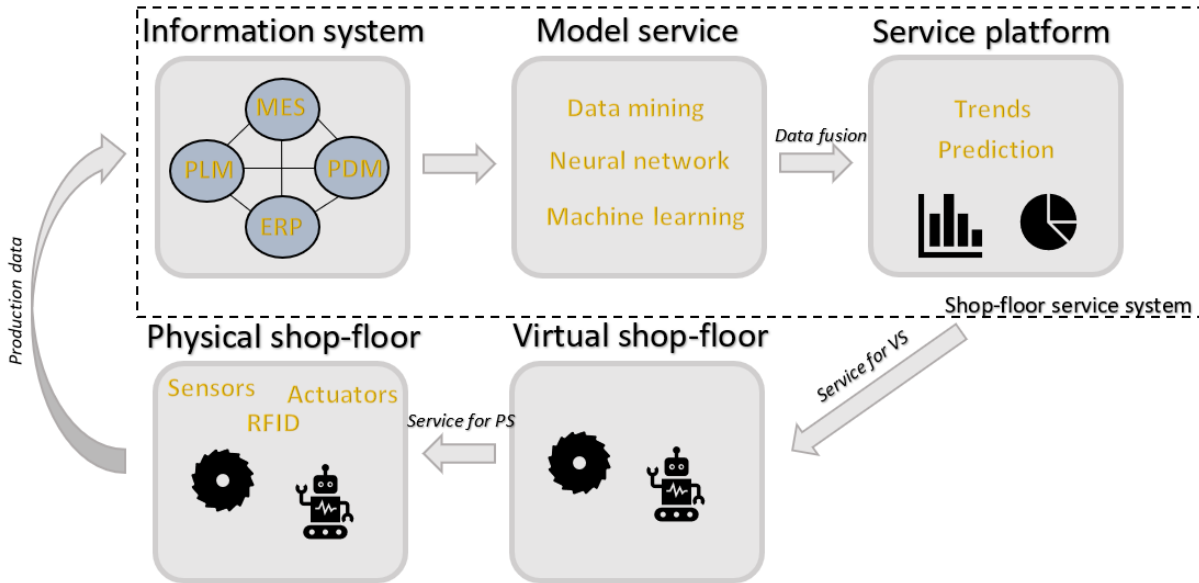 Information system
Model service
Service platform
MES
PLM
PDM
ERP
Data mining
Neural network
Machine learning
Data fusion
Trends
Prediction
Production data
Shop-floor service system
Physical shop-floor
Virtual shop-floor
Service for VS
Sensors
Actuators
RFID
Service for PS